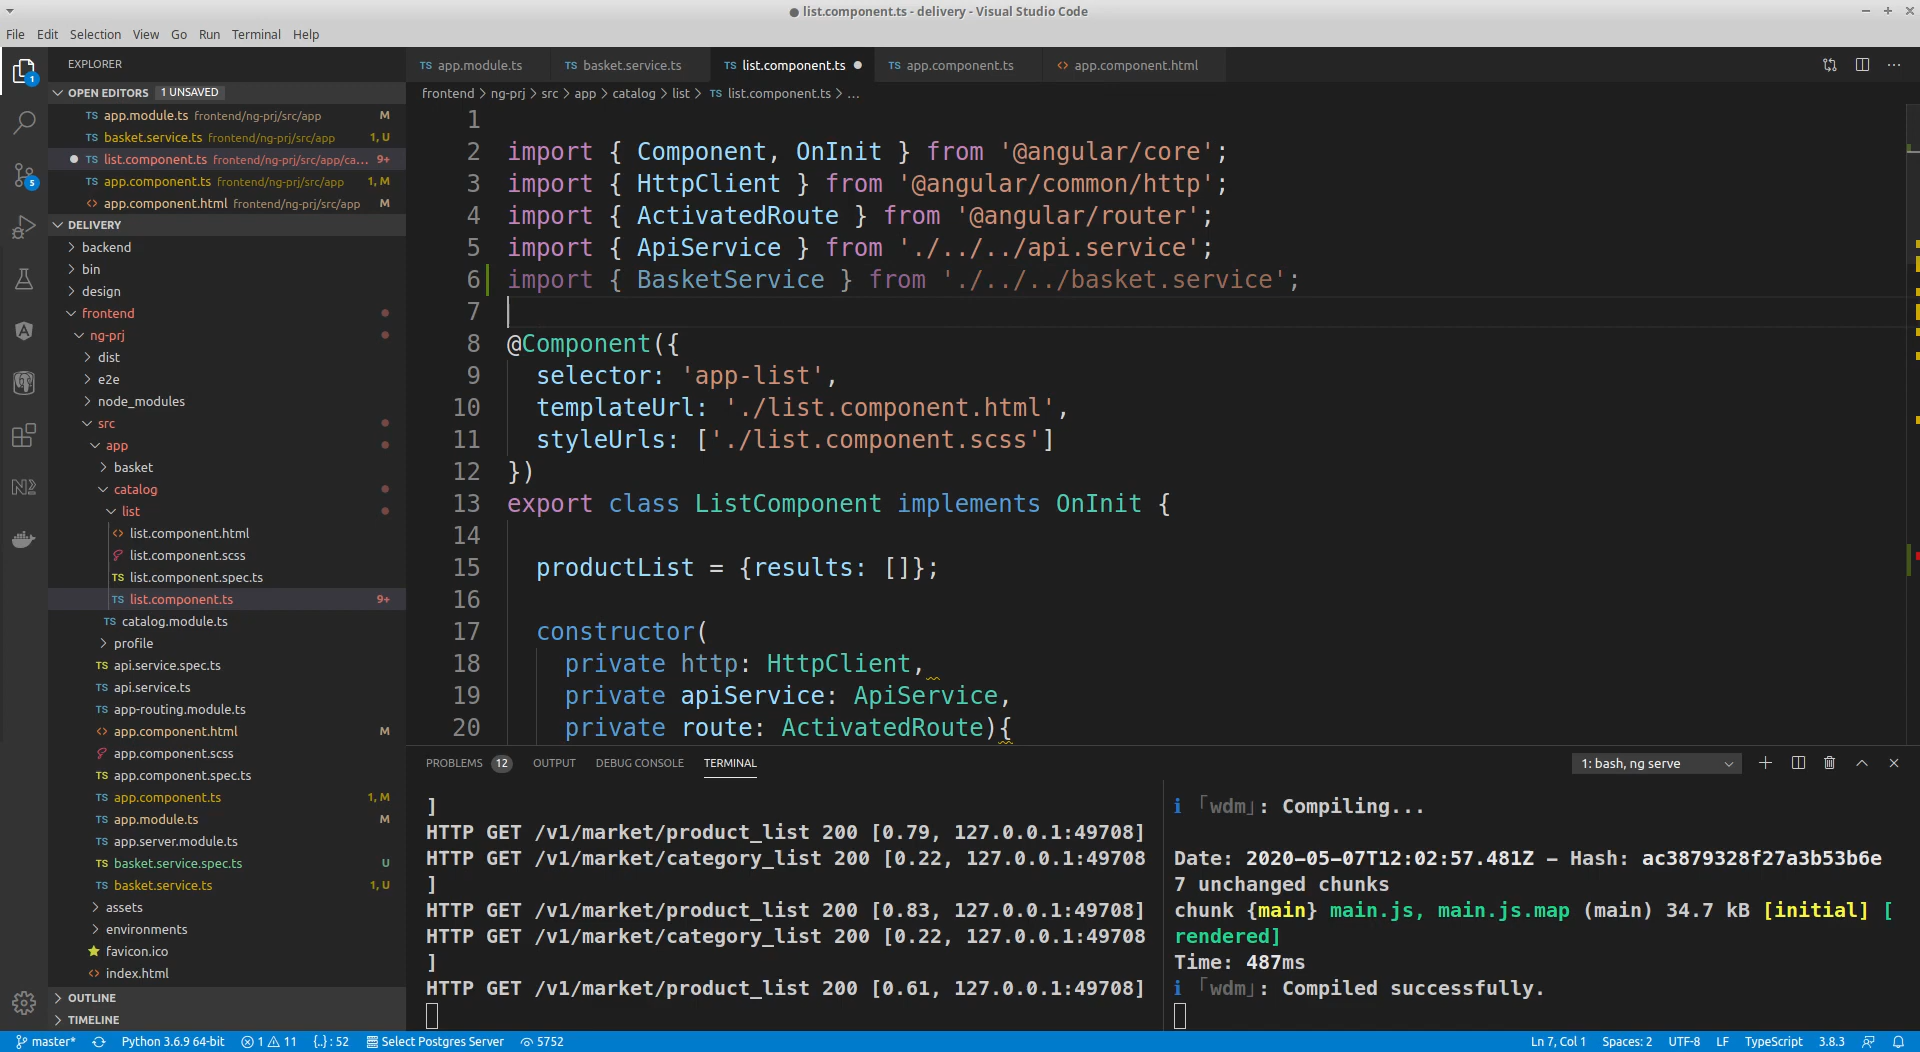 ● list.component.ts - delivery - Visual Studio Code
File Edit Selection View Go Run Terminal Help
EXPLORER
OPEN EDITORS 1 UNSAVED
TS app.module.ts frontend/ng-prj/src/app M
TS basket.service.ts frontend/ng-prj/src/app 1, U
● TS list.component.ts frontend/ng-prj/src/app/ca... 9+
TS app.component.ts frontend/ng-prj/src/app 1, M
<> app.component.html frontend/ng-prj/src/app M
DELIVERY
backend
bin
design
frontend
ng-prj
dist
e2e
node_modules
src
app
basket
catalog
list
<> list.component.html
list.component.scss
TS list.component.spec.ts
TS list.component.ts 9+
TS catalog.module.ts
profile
TS api.service.spec.ts
TS api.service.ts
TS app-routing.module.ts
<> app.component.html M
app.component.scss
TS app.component.spec.ts
TS app.component.ts 1, M
TS app.module.ts M
TS app.server.module.ts
TS basket.service.spec.ts U
TS basket.service.ts 1, U
assets
environments
favicon.ico
<> index.html
OUTLINE
TIMELINE
1
5
N2
TS app.module.ts TS basket.service.ts TS list.component.ts ● TS app.component.ts <> app.component.html
frontend > ng-prj > src > app > catalog > list > TS list.component.ts > ...
1
2 import { Component, OnInit } from '@angular/core';
3 import { HttpClient } from '@angular/common/http';
4 import { ActivatedRoute } from '@angular/router';
5 import { ApiService } from './../../api.service';
6 import { BasketService } from './../../basket.service';
7
8 @Component({
9 selector: 'app-list',
10 templateUrl: './list.component.html',
11 styleUrls: ['./list.component.scss']
12 })
13 export class ListComponent implements OnInit {
14
15 productList = {results: []};
16
17 constructor(
18 private http: HttpClient,
19 private apiService: ApiService,
20 private route: ActivatedRoute){
PROBLEMS 12 OUTPUT DEBUG CONSOLE TERMINAL 1: bash, ng serve
]
HTTP GET /v1/market/product_list 200 [0.79, 127.0.0.1:49708]
HTTP GET /v1/market/category_list 200 [0.22, 127.0.0.1:49708
]
HTTP GET /v1/market/product_list 200 [0.83, 127.0.0.1:49708]
HTTP GET /v1/market/category_list 200 [0.22, 127.0.0.1:49708
]
HTTP GET /v1/market/product_list 200 [0.61, 127.0.0.1:49708]
ℹ ｢wdm｣: Compiling...
Date: 2020-05-07T12:02:57.481Z - Hash: ac3879328f27a3b53b6e
7 unchanged chunks
chunk {main} main.js, main.js.map (main) 34.7 kB [initial] [
rendered]
Time: 487ms
ℹ ｢wdm｣: Compiled successfully.
master* Python 3.6.9 64-bit 1 11 {..} : 52 Select Postgres Server 5752 Ln 7, Col 1 Spaces: 2 UTF-8 LF TypeScript 3.8.3